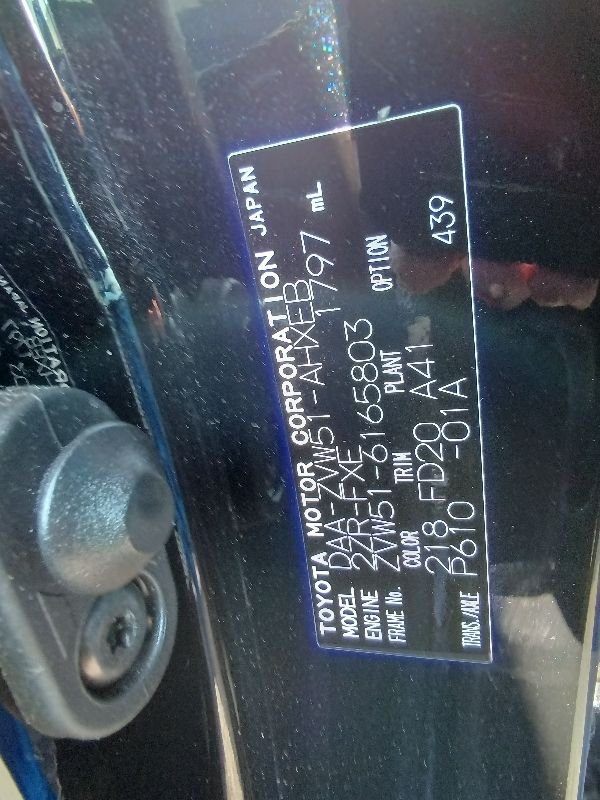 TOYOTA MOTOR CORPORATION JAPAN
MODEL DAA-ZVW51-AHXEB
ENGINE 2ZR-FXE 1797 mL
FRAME No. ZVW51-6165803
COLOR TRIM PLANT OPTION
218 FD20 A41 439
TRANS./AXLE P610 -01A